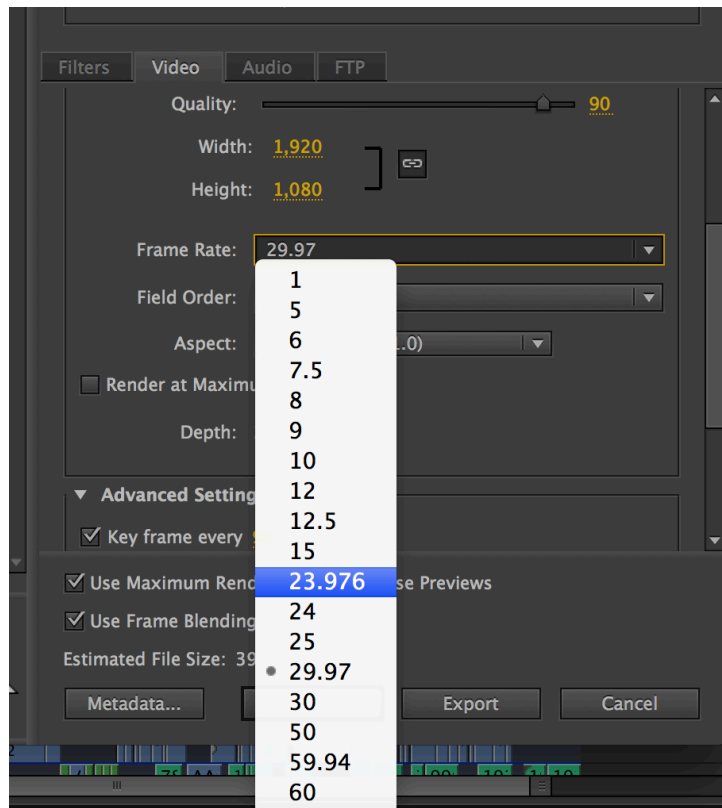 Filters Video Audio FTP
Quality: 90
Width: 1,920
Height: 1,080
Frame Rate: 29.97
1
Field Order:
5
6
Aspect: .0)
7.5
Render at Maxim
8
9
Depth:
10
12
Advanced Setting
12.5
Key frame every
15
Use Maximum Rend 23.976 se Previews
24
Use Frame Blending
25
Estimated File Size: 39 29.97
Metadata... 30 Export Cancel
50
59.94
60